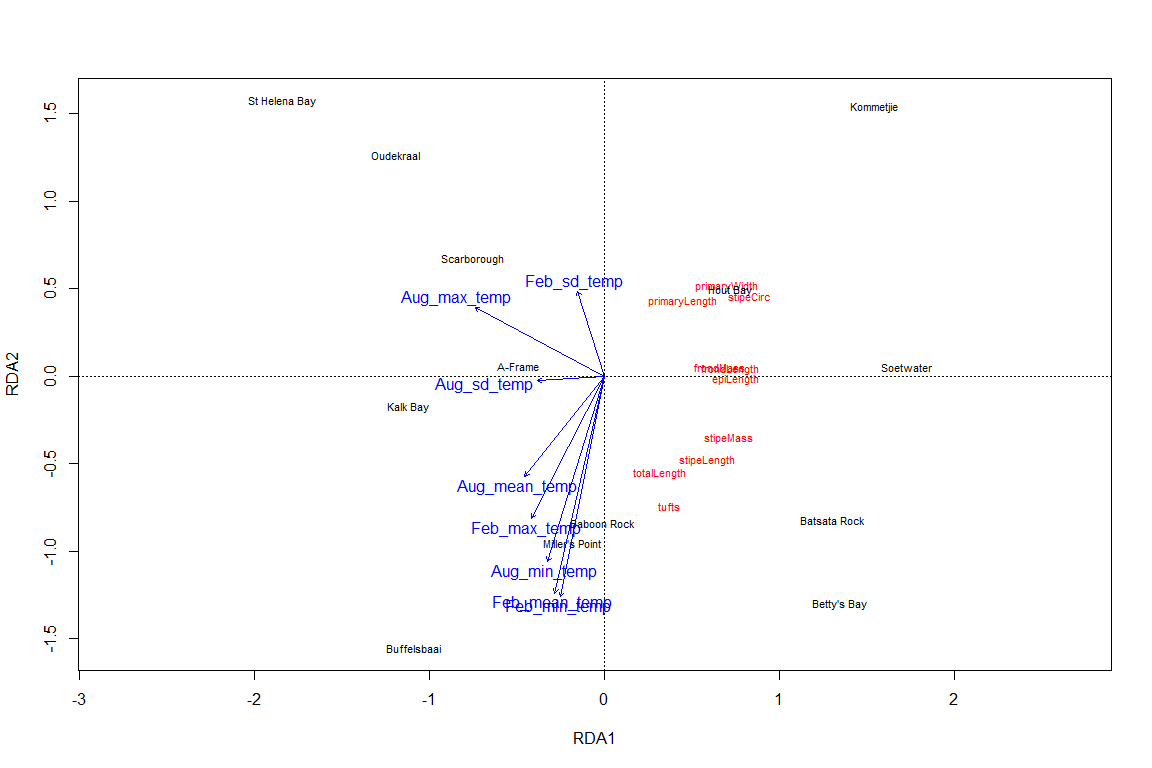 St Helena Bay
Kommetjie
1.5
Oudekraal
1.0
Scarborough
Feb_sd_temp
primaryWidth
Hout Bay
0.5
Aug_max_temp
primaryLength
stipeCirc
A-Frame
frondMass
frondLength
Soetwater
0.0
Aug_sd_temp
epiLength
Kalk Bay
RDA2
stipeMass
-0.5
stipeLength
Aug_mean_temp
totalLength
tufts
Feb_max_temp
Baboon Rock
Batsata Rock
Miller's Point
-1.0
Aug_min_temp
Feb_mean_temp
Feb_min_temp
Betty's Bay
-1.5
Buffelsbaai
-3 -2 -1 0 1 2
RDA1